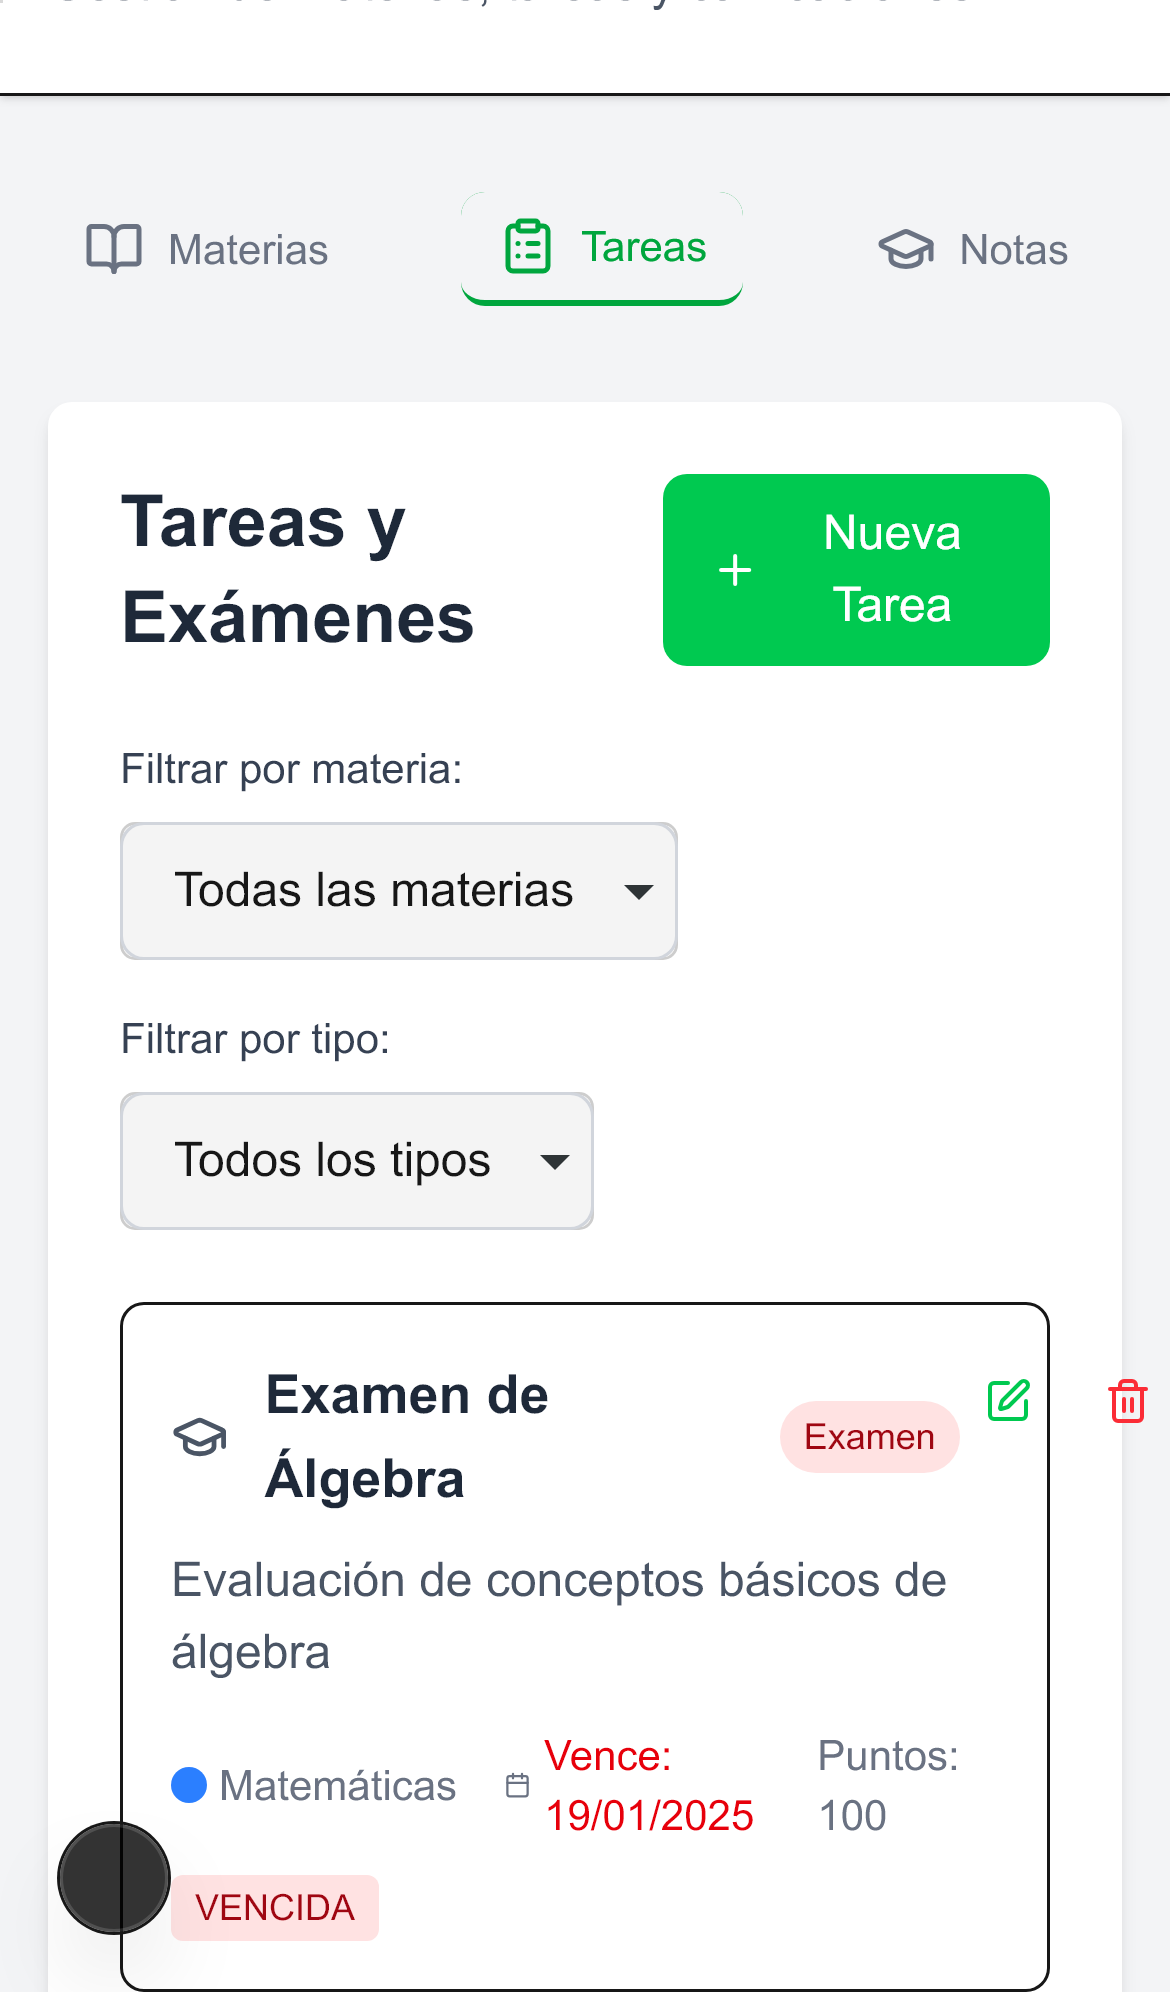 Materias
Tareas
Notas
Tareas y
Exámenes
Nueva
Tarea
Filtrar por materia:
Todas las materias
Filtrar por tipo:
Todos los tipos
Examen de
Álgebra
Examen
Evaluación de conceptos básicos de
álgebra
Matemáticas
Vence:
19/01/2025
Puntos:
100
VENCIDA